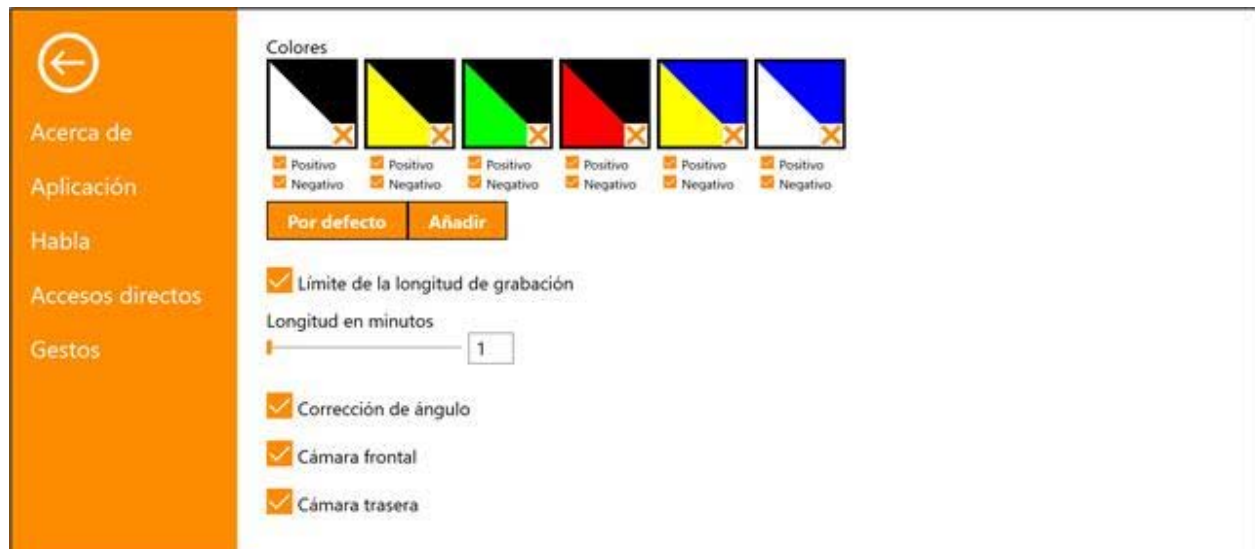 Acerca de
Aplicación
Habla
Accesos directos
Gestos
Colores
Positivo Positivo Positivo Positivo Positivo Positivo
Negativo Negativo Negativo Negativo Negativo Negativo
Por defecto Añadir
Límite de la longitud de grabación
Longitud en minutos
1
Corrección de ángulo
Cámara frontal
Cámara trasera